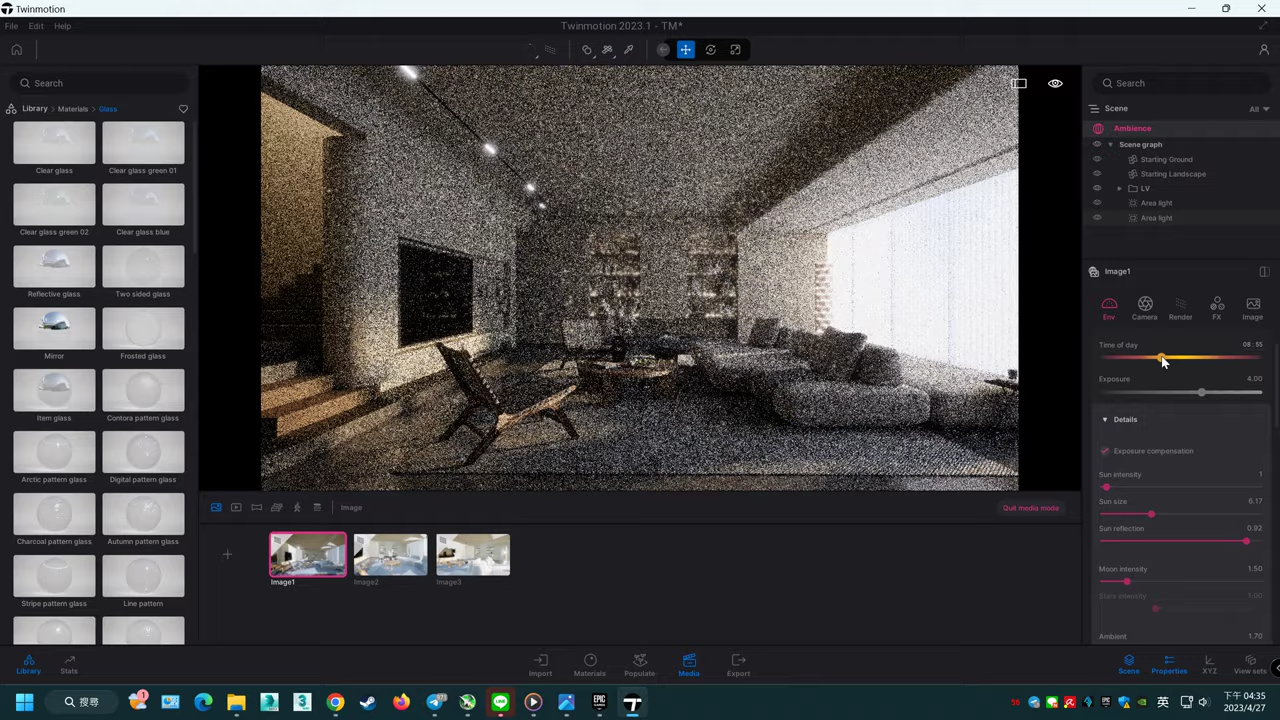 Twinmotion
File Edit Help
Twinmotion 2023.1 - TM*
Search
Library > Materials > Glass
Clear glass
Clear glass green 01
Clear glass green 02
Clear glass blue
Reflective glass
Two sided glass
Mirror
Frosted glass
Item glass
Contora pattern glass
Arctic pattern glass
Digital pattern glass
Charcoal pattern glass
Autumn pattern glass
Stripe pattern glass
Line pattern
Image
Quit media mode
Image1
Image2
Image3
Search
Scene
All
Ambience
Scene graph
Starting Ground
Starting Landscape
LV
Area light
Area light
Image1
Env
Camera
Render
FX
Image
Time of day 08 : 55
Exposure 4.00
Details
Exposure compensation
Sun intensity 1
Sun size 6.17
Sun reflection 0.92
Moon intensity 1.50
Stars intensity 1.00
Ambient 1.70
Library
Stats
Import
Materials
Populate
Media
Export
Scene
Properties
XYZ
View sets
搜尋
1
EPIC
GAMES
LINE
英
下午 04:35
2023/4/27